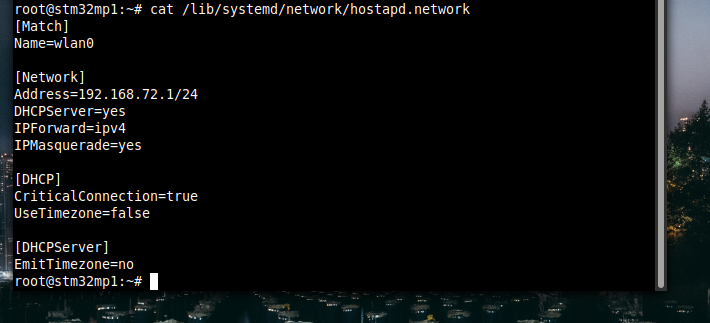 root@stm32mp1:~# cat /lib/systemd/network/hostapd.network
[Match]
Name=wlan0

[Network]
Address=192.168.72.1/24
DHCPServer=yes
IPForward=ipv4
IPMasquerade=yes

[DHCP]
CriticalConnection=true
UseTimezone=false

[DHCPServer]
EmitTimezone=no
root@stm32mp1:~#